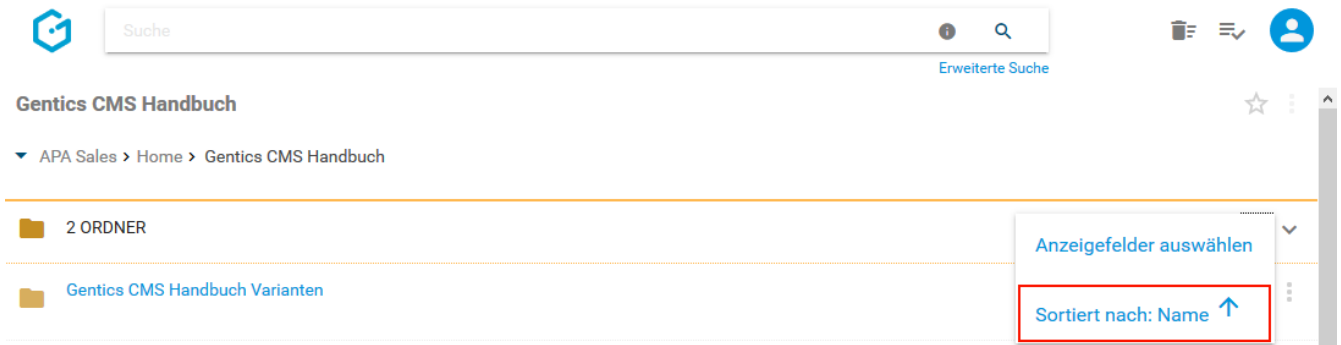 Suche
Erweiterte Suche
Gentics CMS Handbuch
APA Sales > Home > Gentics CMS Handbuch
2 ORDNER
Anzeigefelder auswählen
Gentics CMS Handbuch Varianten
Sortiert nach: Name